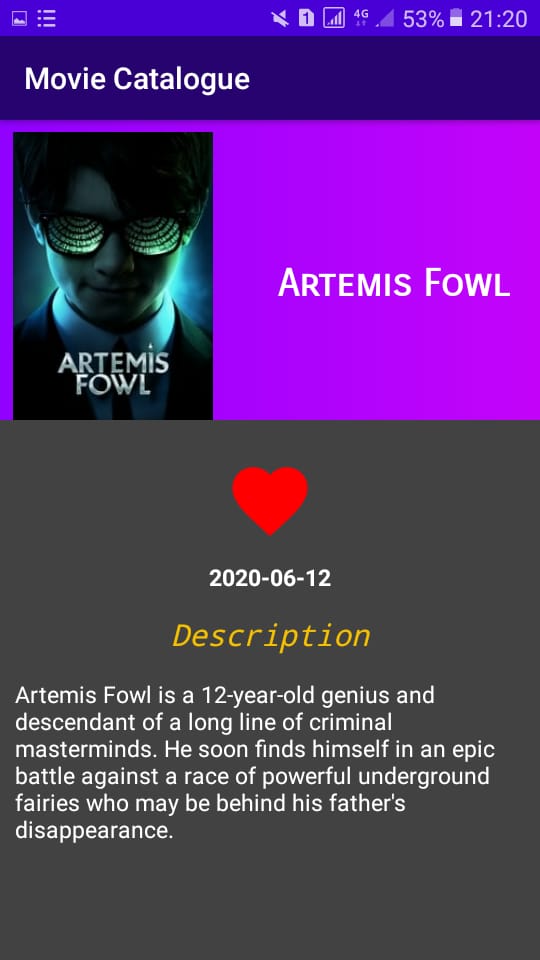 1 4G 53% 21:20
Movie Catalogue
ARTEMIS
FOWL
Artemis Fowl
2020-06-12
Description
Artemis Fowl is a 12-year-old genius and
descendant of a long line of criminal
masterminds. He soon finds himself in an epic
battle against a race of powerful underground
fairies who may be behind his father's
disappearance.